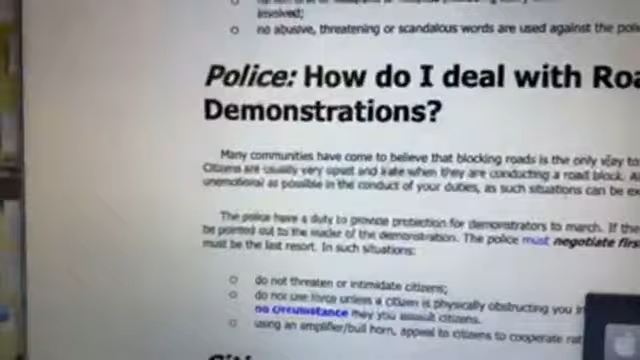 involved;
no abusive, threatening or scandalous words are used against the
Police: How do I deal with
Demonstrations?
Many communities have come to believe that blocking roads is the only way to
Citizens are usually very upset and irate when they are conducting a road block.
unemotional as possible in the conduct of your duties, as such situations can be
The police have a duty to provide protection for demonstrators to march. If the
be pointed out to the leader of the demonstration. The police must negotiate
must be the last resort. In such situations:
do not threaten or intimidate citizens;
do not use force unless a citizen is physically obstructing you
no circumstance may you assault citizens.
using an amplifier/bull horn, appeal to citizens to cooperate